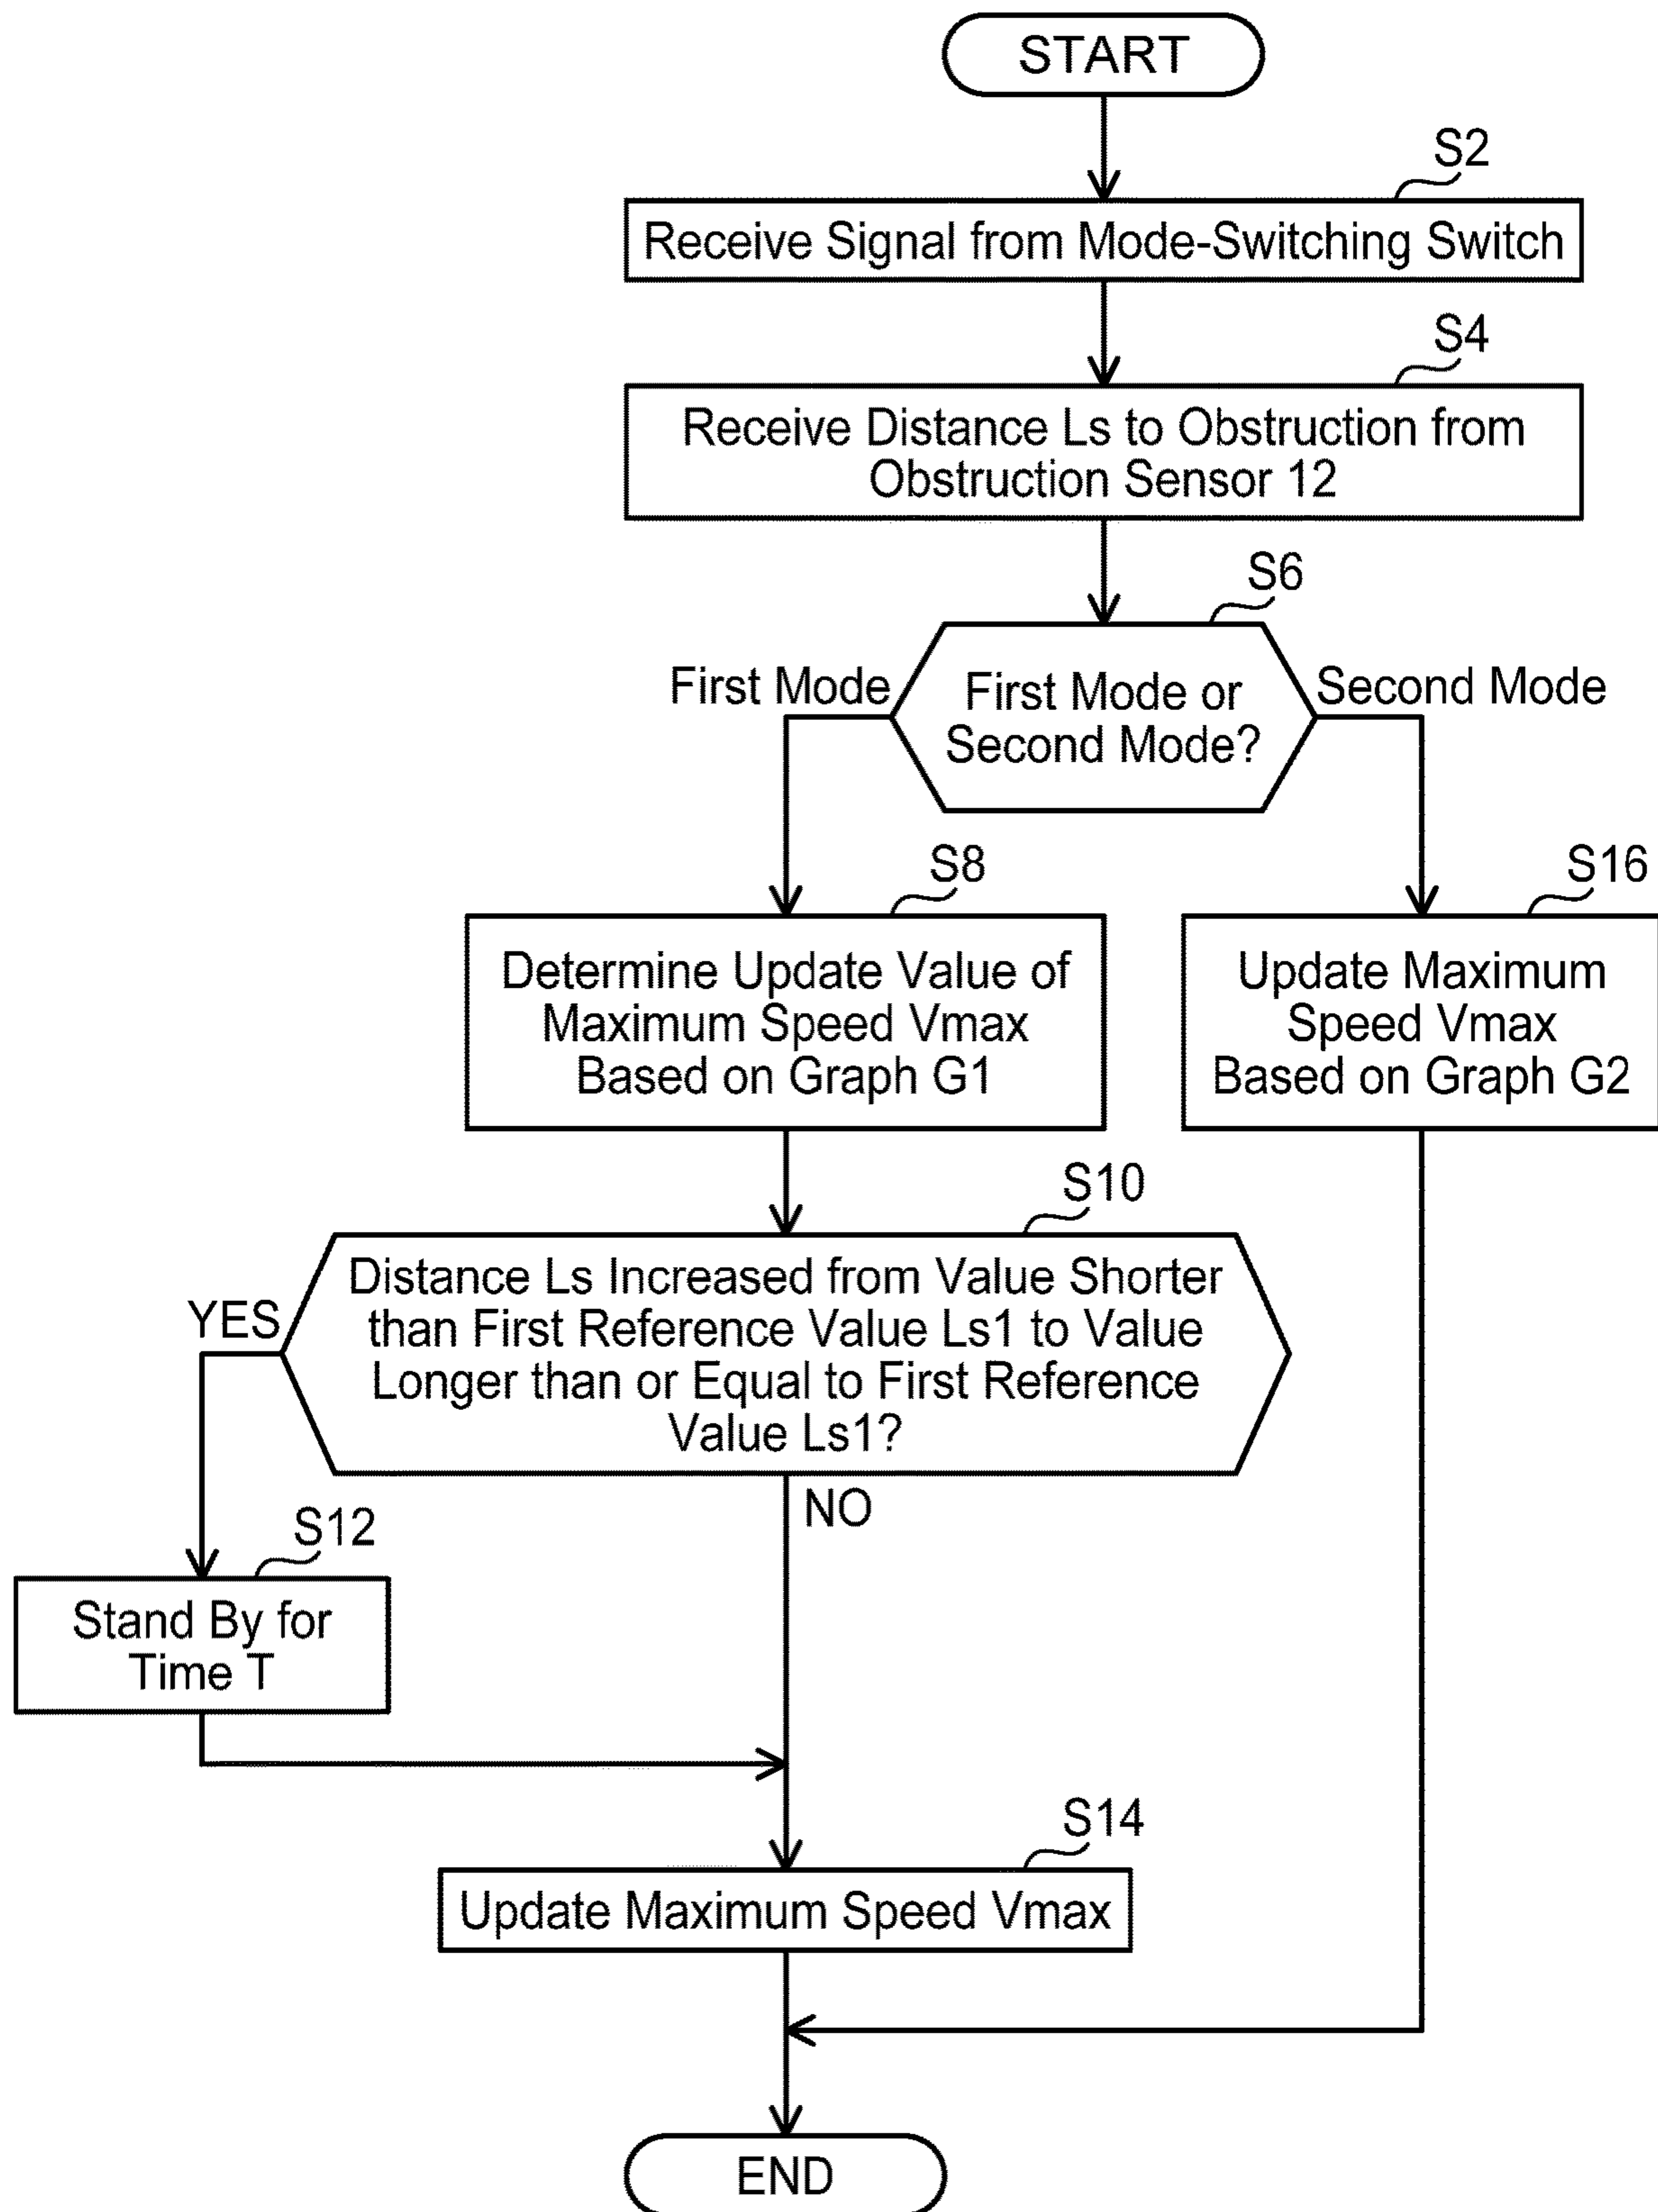 START
S2
Receive Signal from Mode-Switching Switch
S4
Receive Distance Ls to Obstruction from
Obstruction Sensor 12
S6
First Mode
First Mode or
Second Mode?
Second Mode
S8
Determine Update Value of
Maximum Speed Vmax
Based on Graph G1
S16
Update Maximum
Speed Vmax
Based on Graph G2
S10
Distance Ls Increased from Value Shorter
than First Reference Value Ls1 to Value
Longer than or Equal to First Reference
Value Ls1?
YES
NO
S12
Stand By for
Time T
S14
Update Maximum Speed Vmax
END